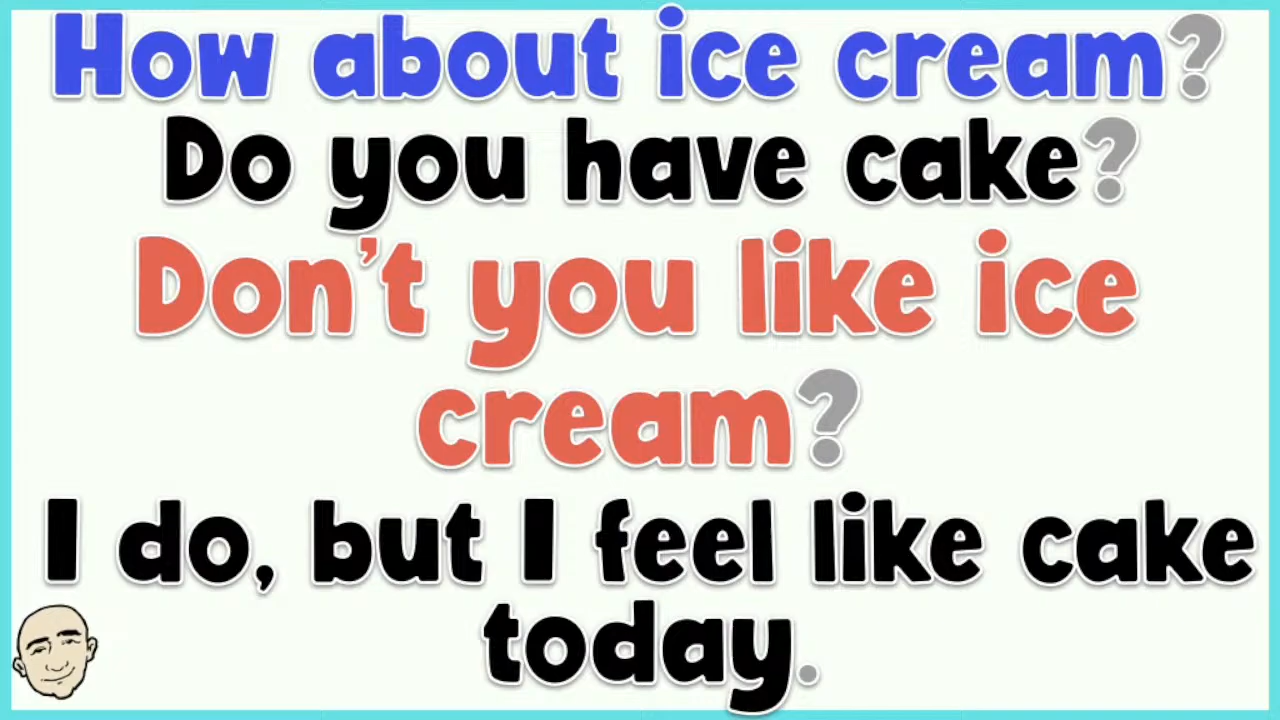 How about ice cream?
Do you have cake?
Don't you like ice
cream?
I do, but I feel like cake
today.